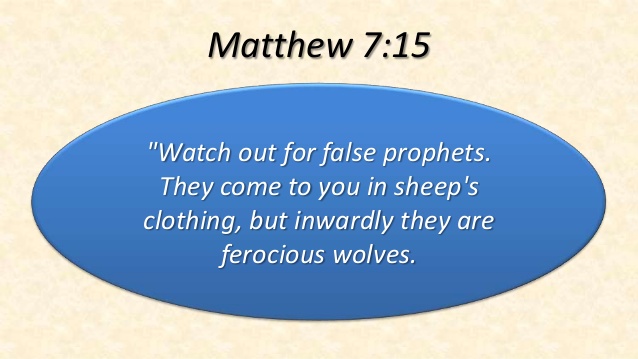 Matthew 7:15
"Watch out for false prophets.
They come to you in sheep's
clothing, but inwardly they are
ferocious wolves.